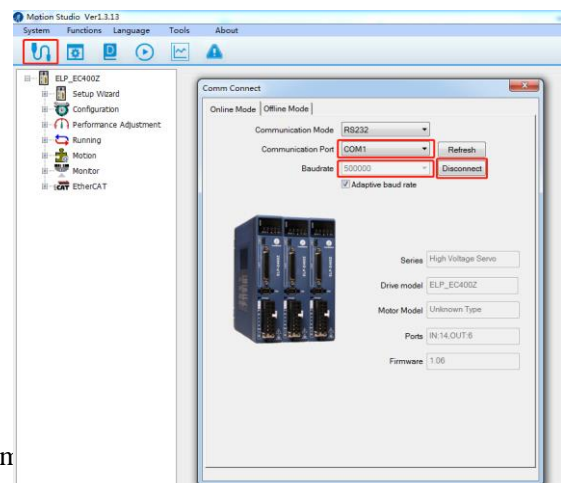 Motion Studio Ver1.3.13
System Functions Language Tools About
ELP_EC400Z
Setup Wizard
Configuration
Performance Adjustment
Running
Motion
Monitor
CAT EtherCAT
Comm Connect
Online Mode Offline Mode
Communication Mode RS232
Communication Port COM1 Refresh
Baudrate 500000 Disconnect
Adaptive baud rate
Series High Voltage Servo
Drive model ELP_EC400Z
Motor Model Unknown Type
Ports IN:14,OUT:6
Firmware 1.06